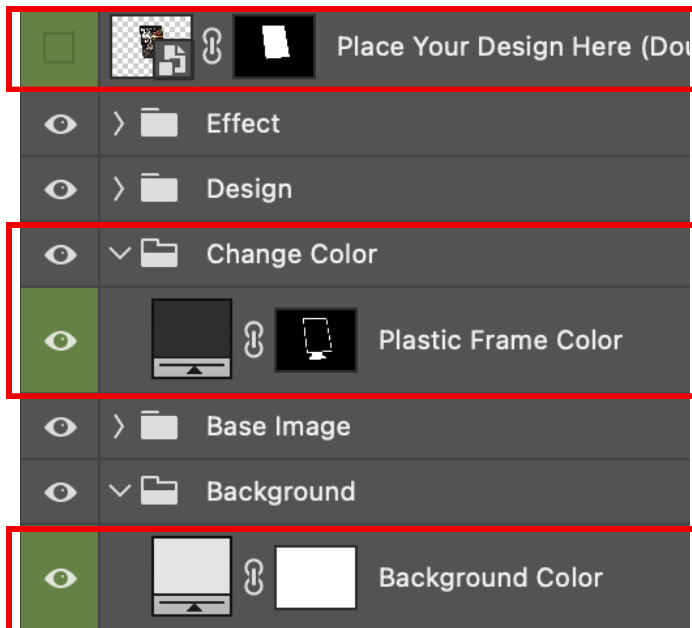 Place Your Design Here (Dou
Effect
Design
Change Color
Plastic Frame Color
Base Image
Background
Background Color